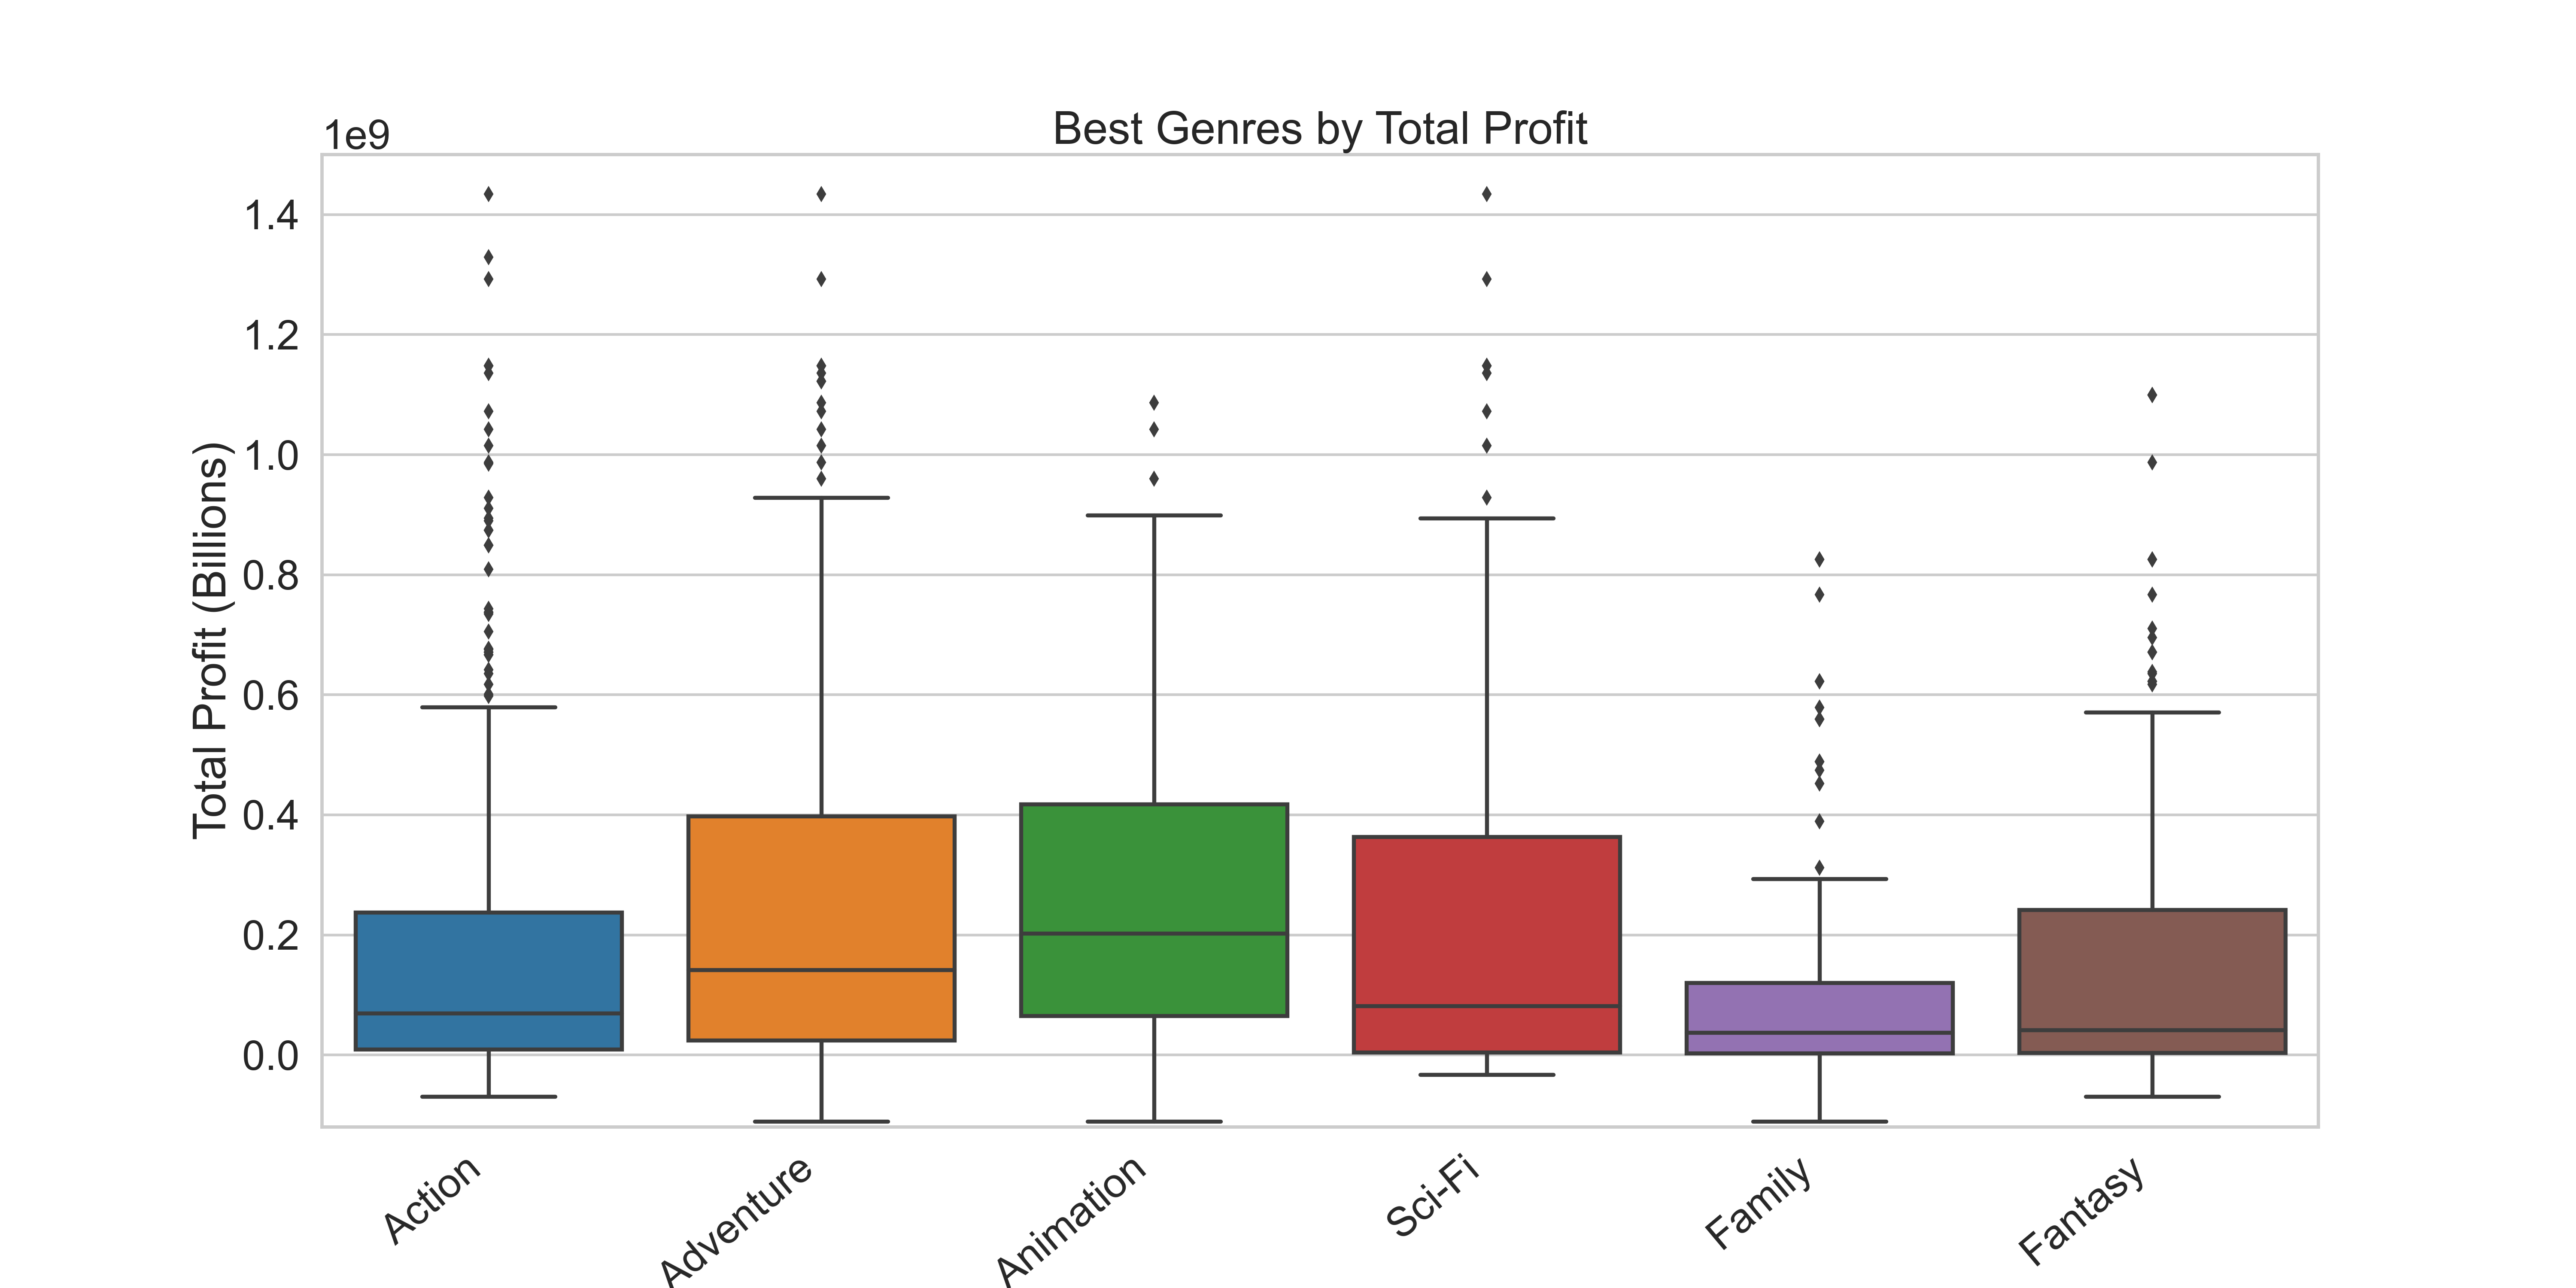 Best Genres by Total Profit
1e9
Total Profit (Billions)
1.4
1.2
1.0
0.8
0.6
0.4
0.2
0.0
Action
Adventure
Animation
Sci-Fi
Family
Fantasy